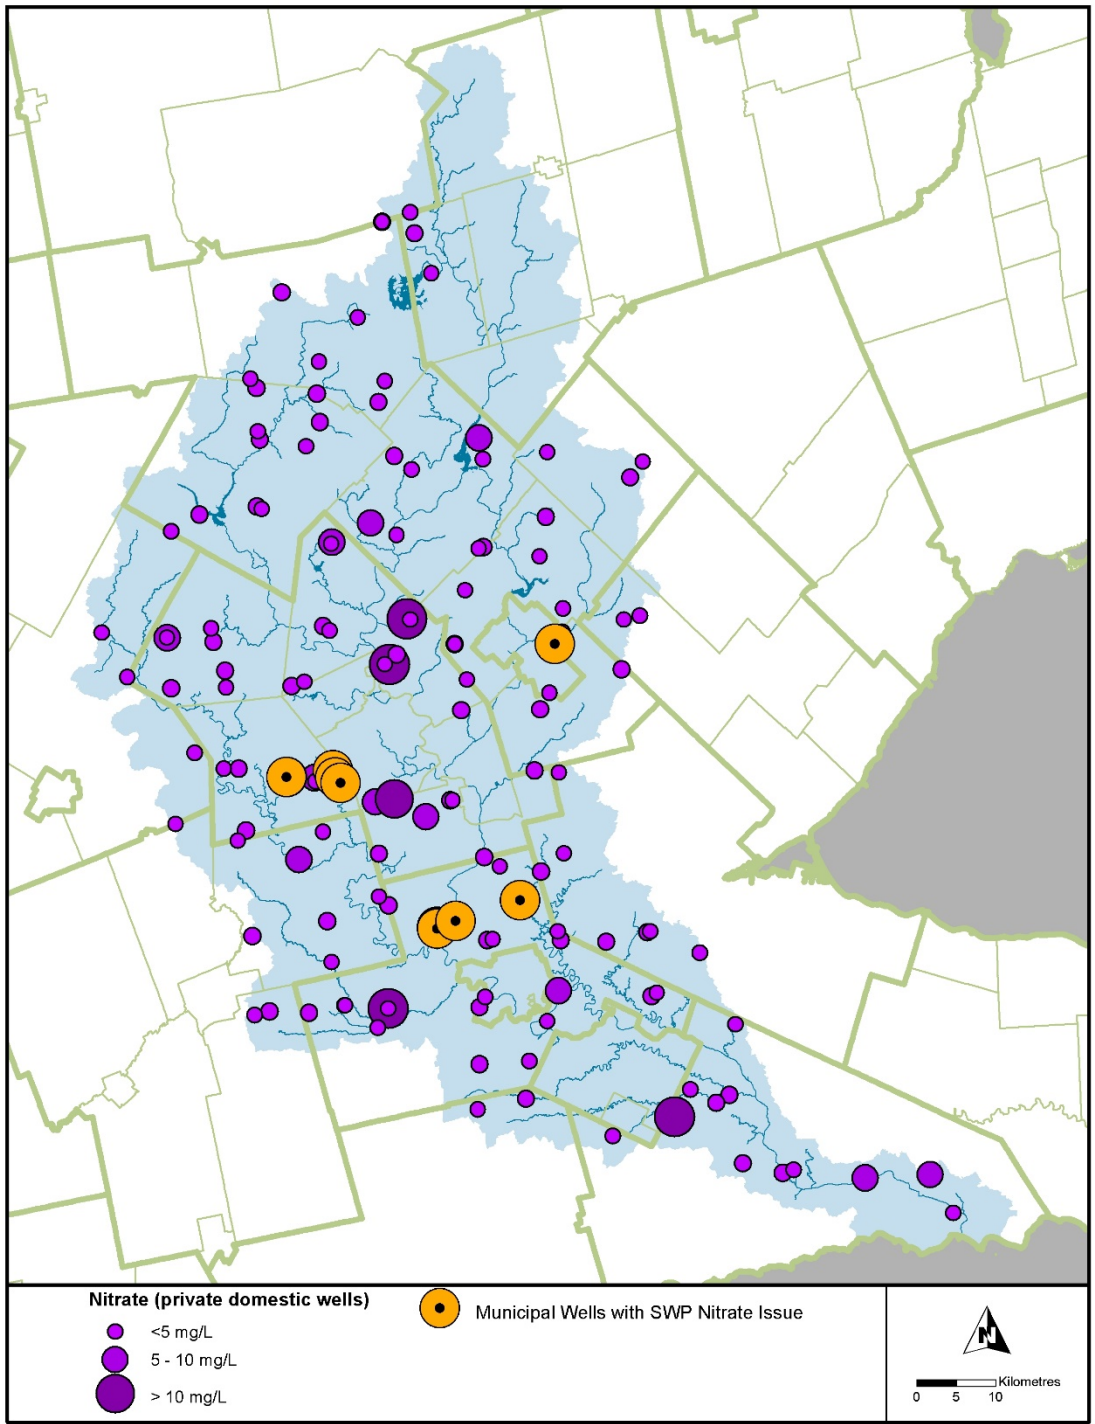 Nitrate (private domestic wells)
<5 mg/L
5 - 10 mg/L
> 10 mg/L
Municipal Wells with SWP Nitrate Issue
N
Kilometres
0 5 10